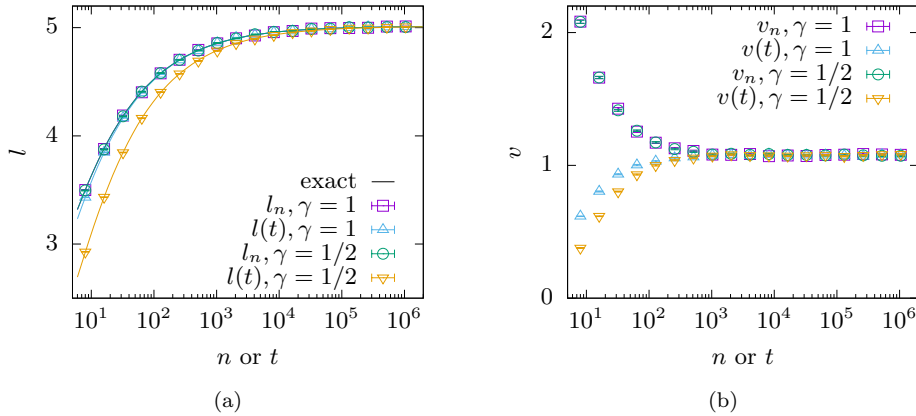 5
4
3
l
exact
l_n, γ = 1
l(t), γ = 1
l_n, γ = 1/2
l(t), γ = 1/2
10^1 10^2 10^3 10^4 10^5 10^6
n or t
(a)
2
1
0
v
v_n, γ = 1
v(t), γ = 1
v_n, γ = 1/2
v(t), γ = 1/2
10^1 10^2 10^3 10^4 10^5 10^6
n or t
(b)